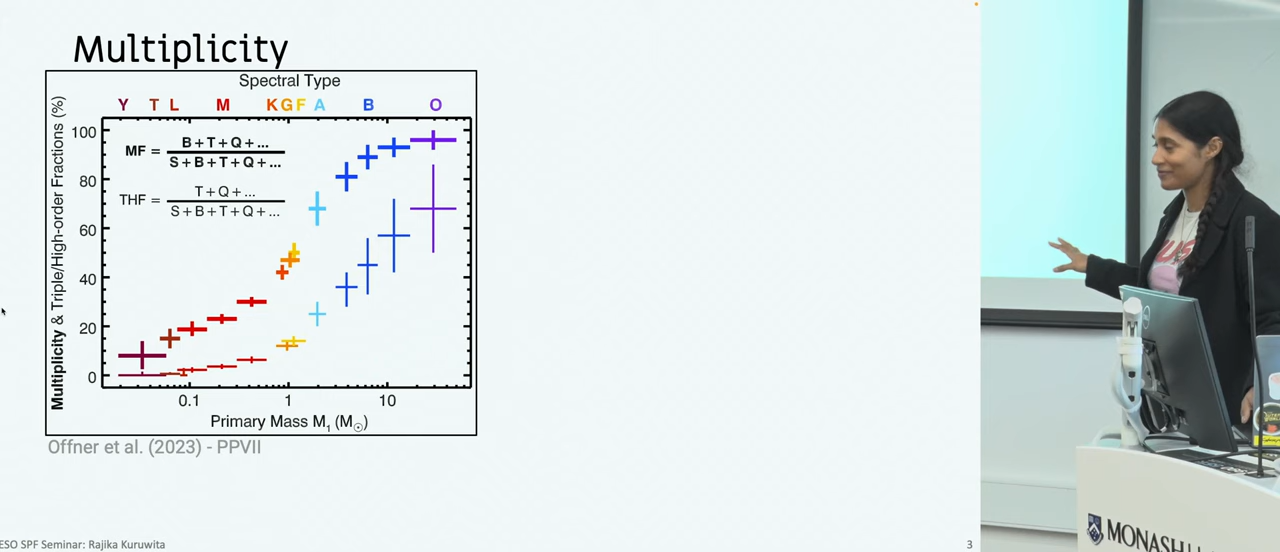 Multiplicity
Spectral Type
Y T L M K G F A B O
Multiplicity & Triple/High-order Fractions (%)
100
80
60
40
20
0
MF = B + T + Q + ...
S + B + T + Q + ...
THF = T + Q + ...
S + B + T + Q + ...
0.1 1 10
Primary Mass M₁ (M☉)
Offner et al. (2023) - PPVII
ESO SPF Seminar: Rajika Kuruwita
3
MONASH